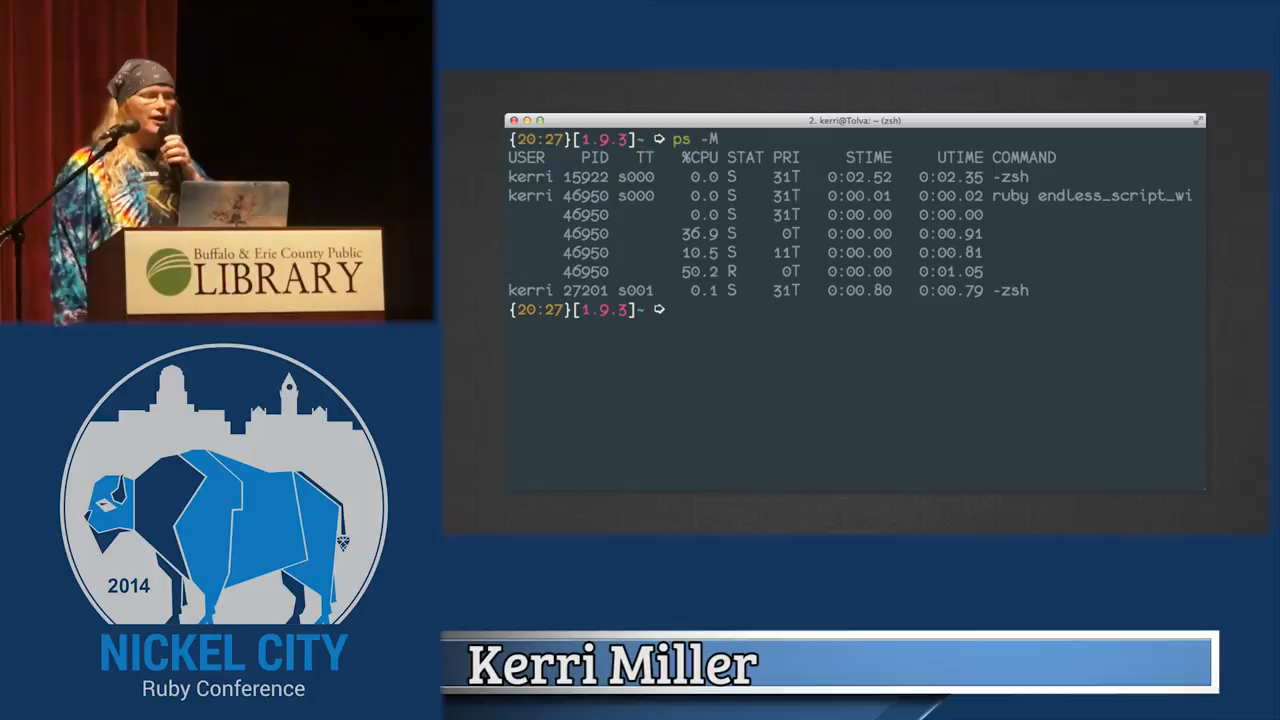 Buffalo & Erie County Public
LIBRARY
2014
NICKEL CITY
Ruby Conference
2. kerri@Tolva: ~ (zsh)
{20:27}[1.9.3]~ ➪ ps -M
USER PID TT %CPU STAT PRI STIME UTIME COMMAND
kerri 15922 s000 0.0 S 31T 0:02.52 0:02.35 -zsh
kerri 46950 s000 0.0 S 31T 0:00.01 0:00.02 ruby endless_script_wi
46950 0.0 S 31T 0:00.00 0:00.00
46950 36.9 S 0T 0:00.00 0:00.91
46950 10.5 S 11T 0:00.00 0:00.81
46950 50.2 R 0T 0:00.00 0:01.05
kerri 27201 s001 0.1 S 31T 0:00.80 0:00.79 -zsh
{20:27}[1.9.3]~ ➪
Kerri Miller